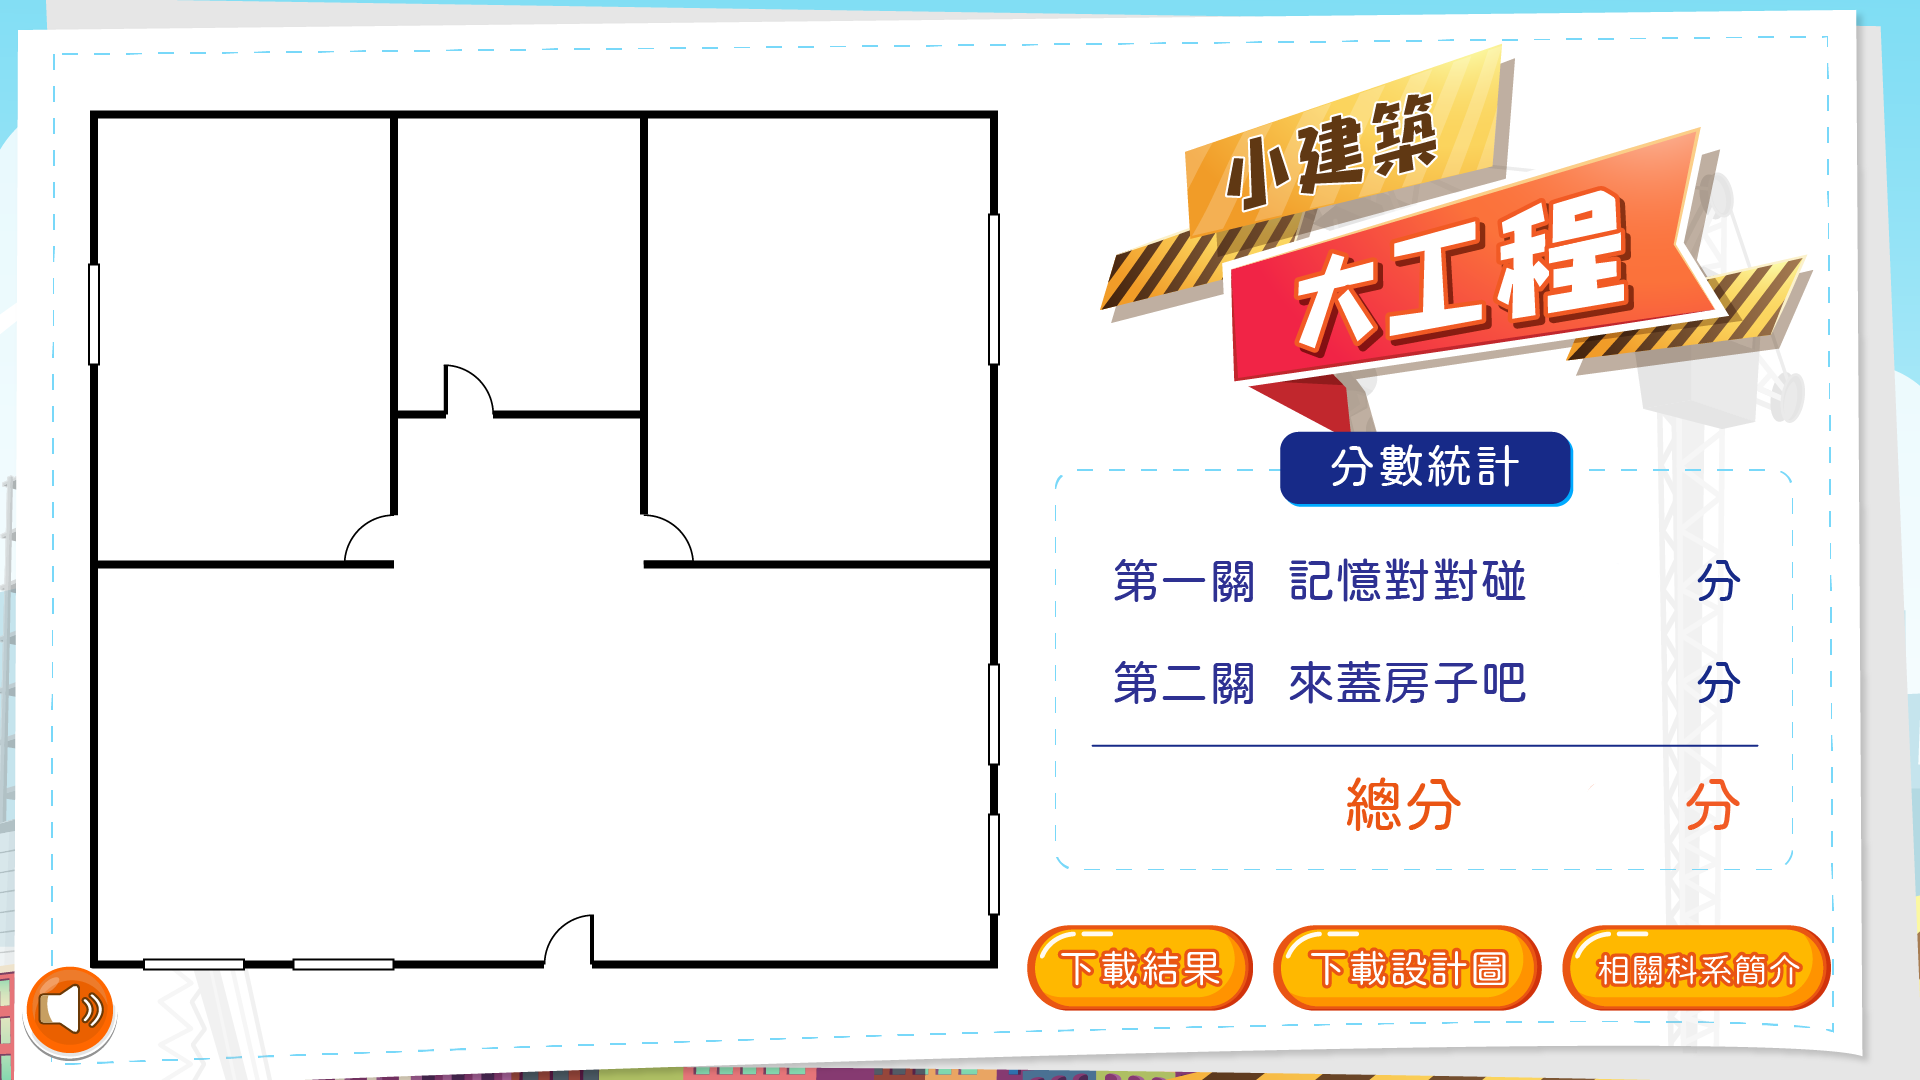 小建築
大工程
分數統計
第一關 記憶對對碰 分
第二關 來蓋房子吧 分
總分 分
下載結果
下載設計圖
相關科系簡介